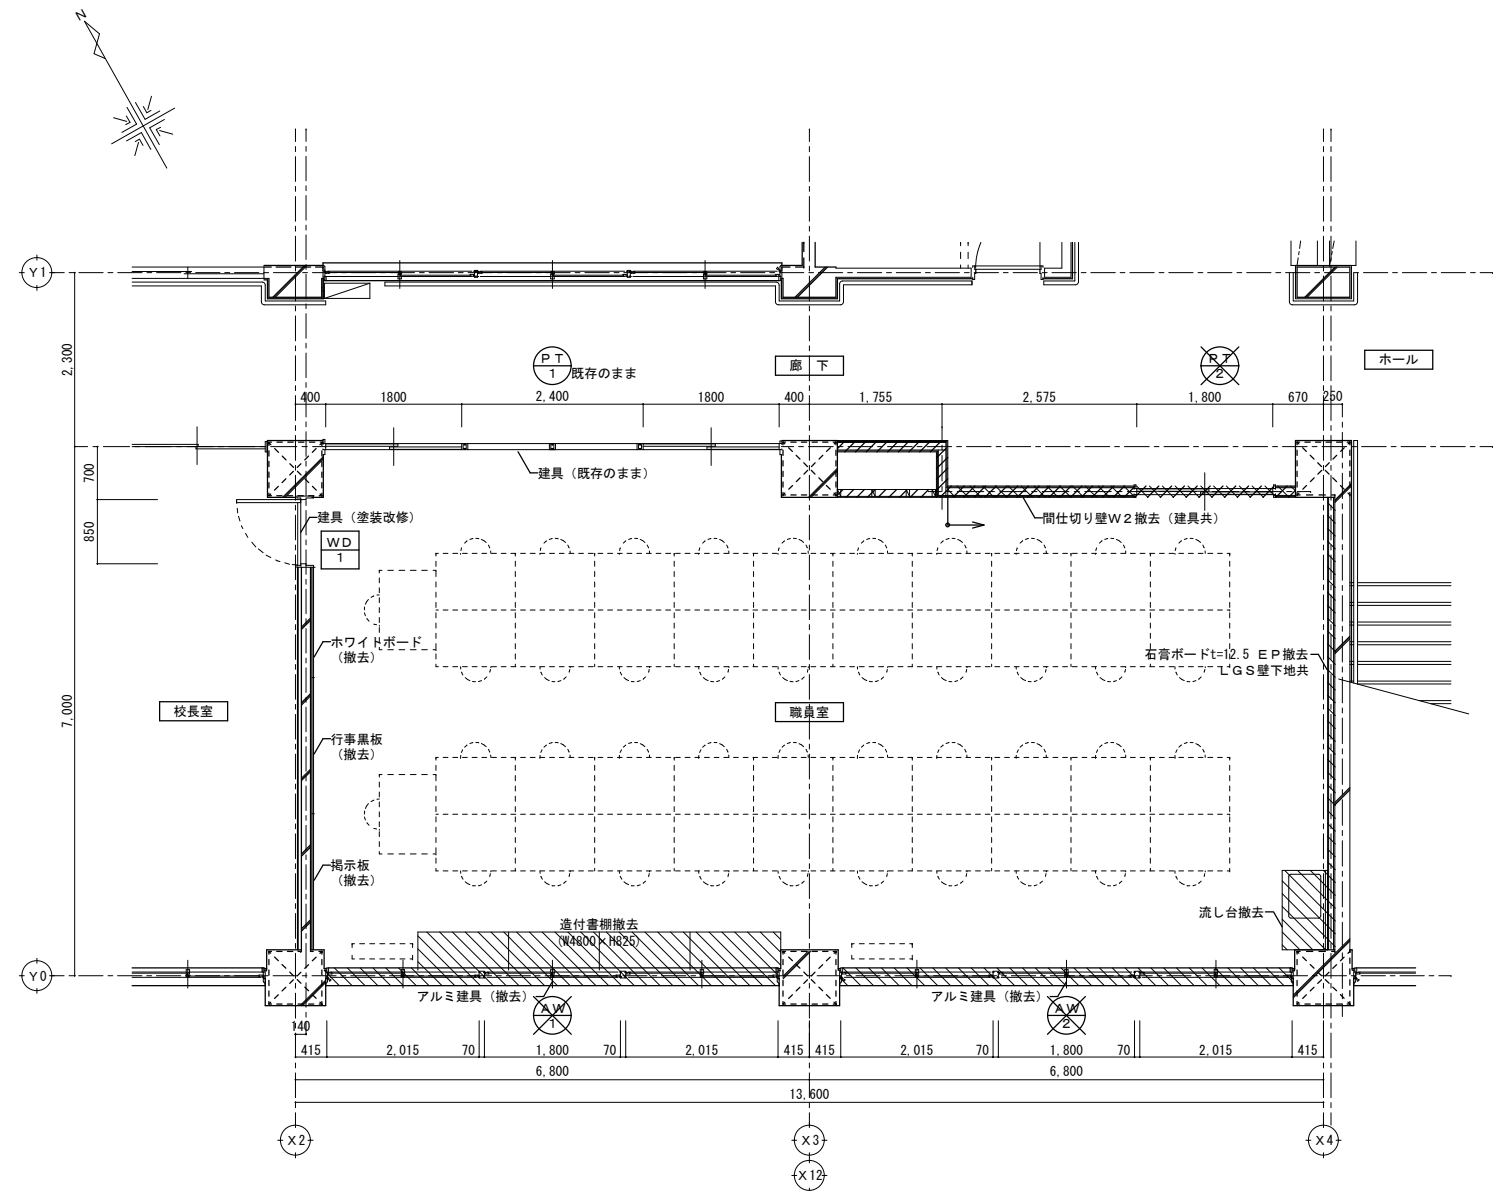 N
Y1
2,300
PT
1
既存のまま
廊 下
PT
2
ホール
400
1800
2,400
1800
400
1,755
2,575
1,800
670
250
700
建具（既存のまま）
850
建具（塗装改修）
WD
1
間仕切り壁W2撤去（建具共）
ホワイトボード
（撤去）
石膏ボードt=12.5 EP撤去
LGS壁下地共
7,000
校長室
職員室
行事黒板
（撤去）
掲示板
（撤去）
造付書棚撤去
(W4800×H825)
流し台撤去
Y0
アルミ建具（撤去）
AW
1
アルミ建具（撤去）
AW
2
140
415
2,015
70
1,800
70
2,015
415
415
2,015
70
1,800
70
2,015
415
6,800
6,800
13,600
X2
X3
X4
X12